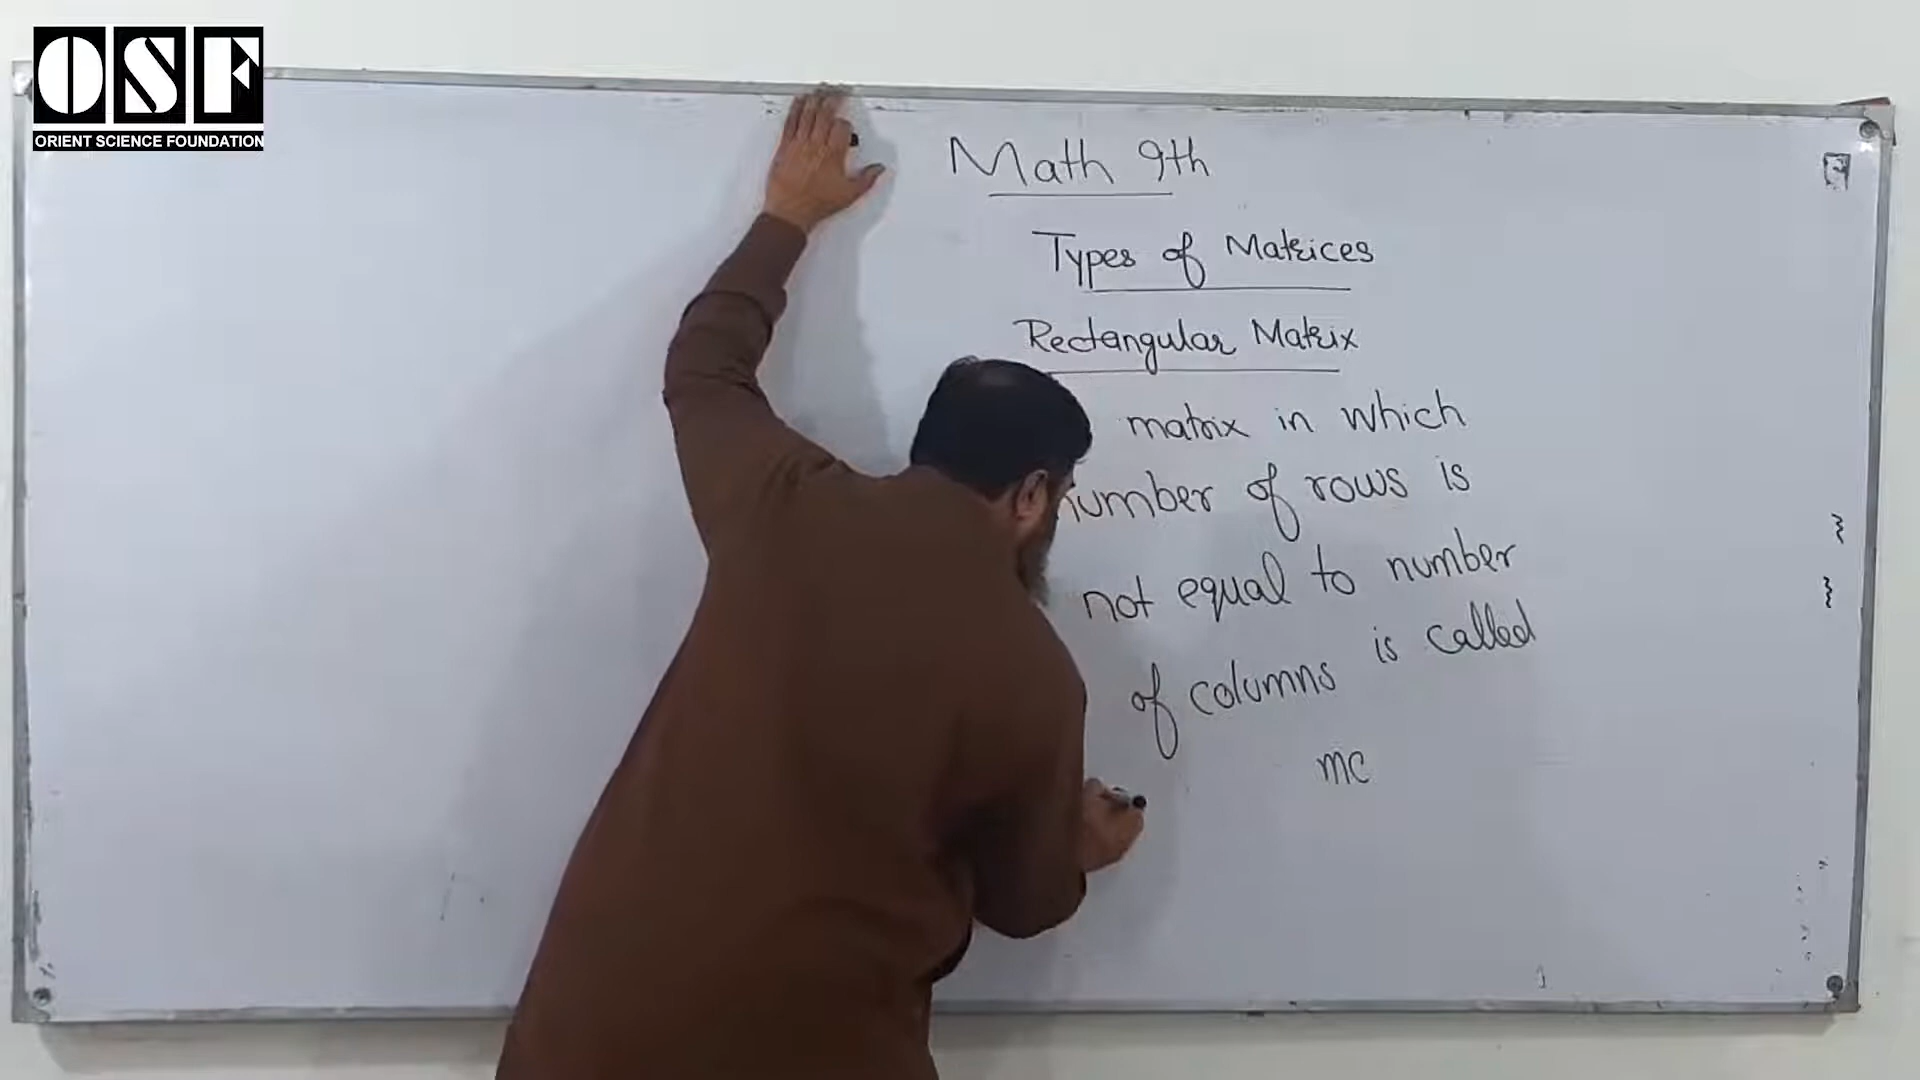 OSF
ORIENT SCIENCE FOUNDATION
Math 9th
Types of Matrices
Rectangular Matrix
matrix in which
number of rows is
not equal to number
of columns is called
mc